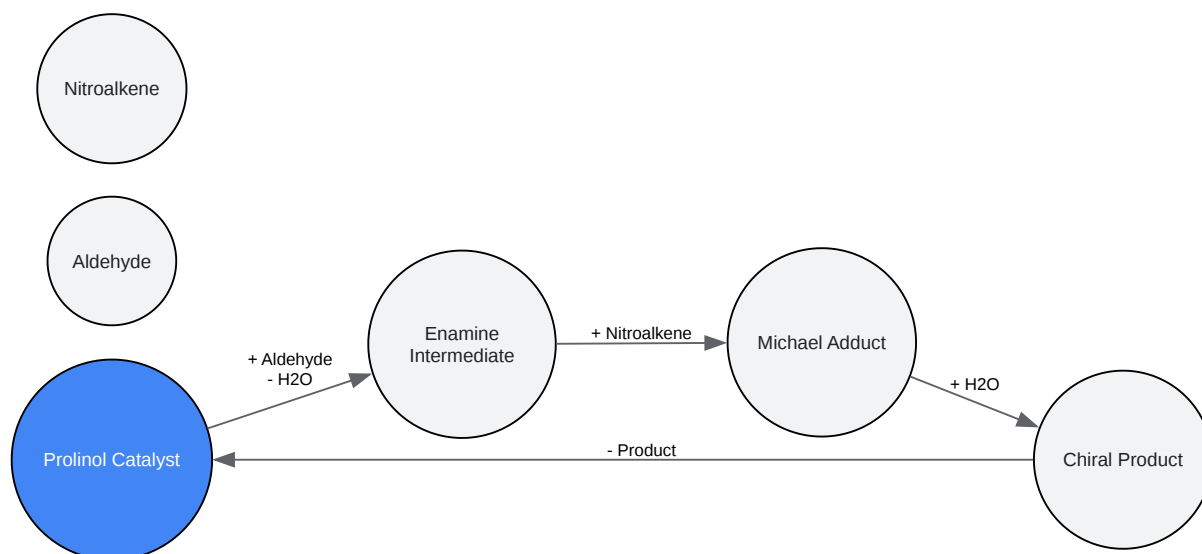 Nitroalkene
Aldehyde
Enamine
Intermediate
+ Nitroalkene
Michael Adduct
+ Aldehyde
- H2O
+ H2O
Prolinol Catalyst
- Product
Chiral Product